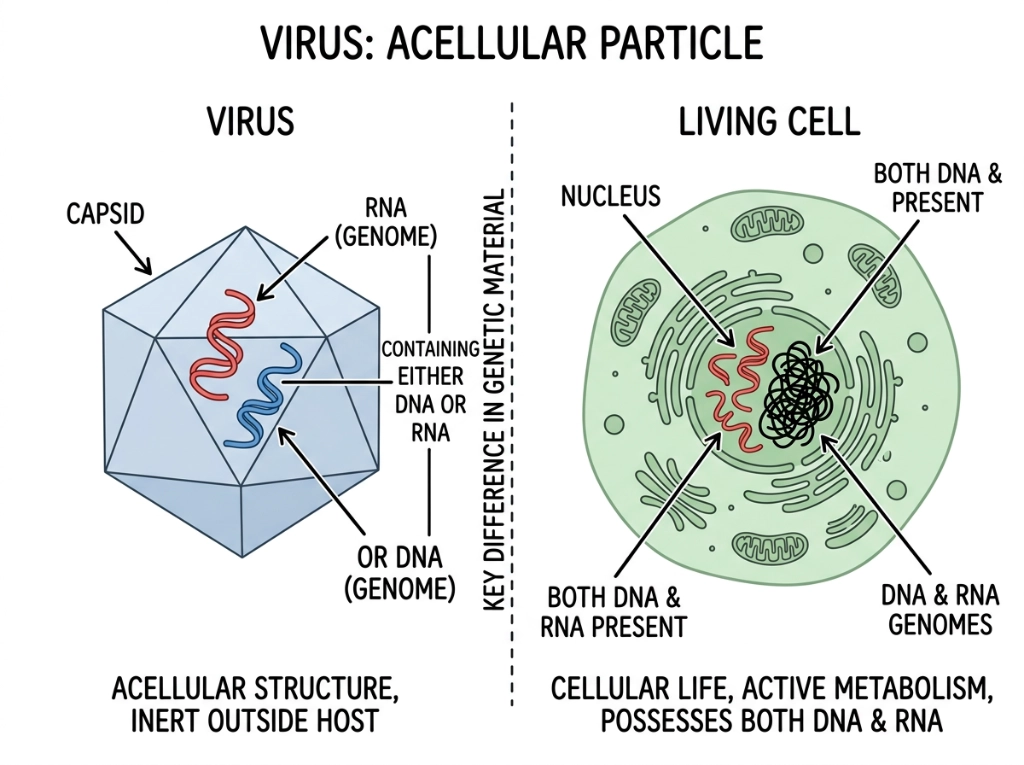 VIRUS: ACELLULAR PARTICLE
VIRUS
CAPSID
RNA
(GENOME)
CONTAINING
EITHER
DNA OR
RNA
OR DNA
(GENOME)
ACELLULAR STRUCTURE,
INERT OUTSIDE HOST
KEY DIFFERENCE IN GENETIC MATERIAL
LIVING CELL
NUCLEUS
BOTH DNA &
PRESENT
BOTH DNA &
RNA PRESENT
DNA & RNA
GENOMES
CELLULAR LIFE, ACTIVE METABOLISM,
POSSESSES BOTH DNA & RNA